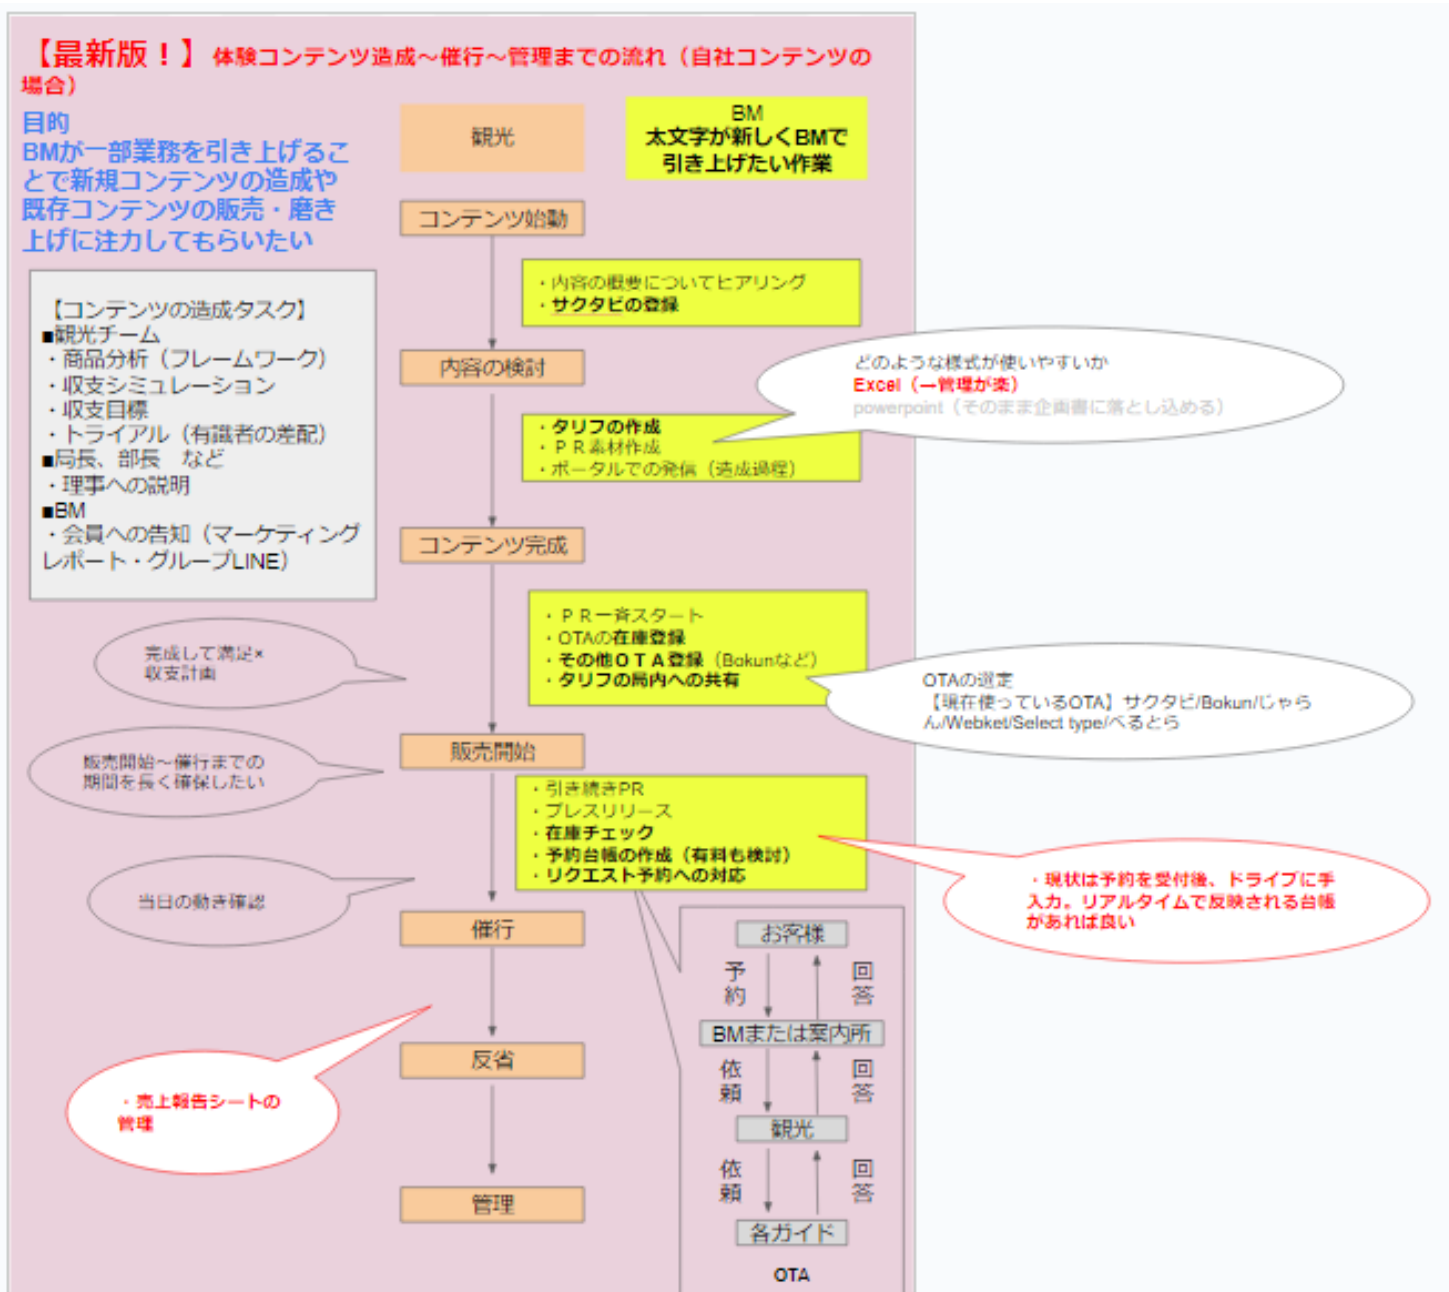 【最新版！】体験コンテンツ造成～催行～管理までの流れ（自社コンテンツの
場合）
目的
BMが一部業務を引き上げるこ
とで新規コンテンツの造成や
既存コンテンツの販売・磨き
上げに注力してもらいたい
観光
BM
太文字が新しくBMで
引き上げたい作業
コンテンツ始動
・内容の概要についてヒアリング
・サクタビの登録
【コンテンツの造成タスク】
■観光チーム
・商品分析（フレームワーク）
・収支シミュレーション
・収支目標
・トライアル（有識者の差配）
■局長、部長　など
・理事への説明
■BM
・会員への告知（マーケティング
レポート・グループLINE）
内容の検討
どのような様式が使いやすいか
Excel（→管理が楽）
powerpoint（そのまま企画書に落とし込める）
・タリフの作成
・ＰＲ素材作成
・ポータルでの発信（造成過程）
コンテンツ完成
・ＰＲ一斉スタート
・OTAの在庫登録
・その他ＯＴＡ登録（Bokunなど）
・タリフの局内への共有
完成して満足×
収支計画
OTAの選定
【現在使っているOTA】サクタビ/Bokun/じゃら
ん/Webket/Select type/べるとら
販売開始
販売開始～催行までの
期間を長く確保したい
・引き続きPR
・プレスリリース
・在庫チェック
・予約台帳の作成（有料も検討）
・リクエスト予約への対応
・現状は予約を受付後、ドライブに手
入力。リアルタイムで反映される台帳
があれば良い
当日の動き確認
催行
お客様
予約
回答
BMまたは案内所
依頼
回答
観光
依頼
回答
各ガイド
OTA
反省
・売上報告シートの
管理
管理